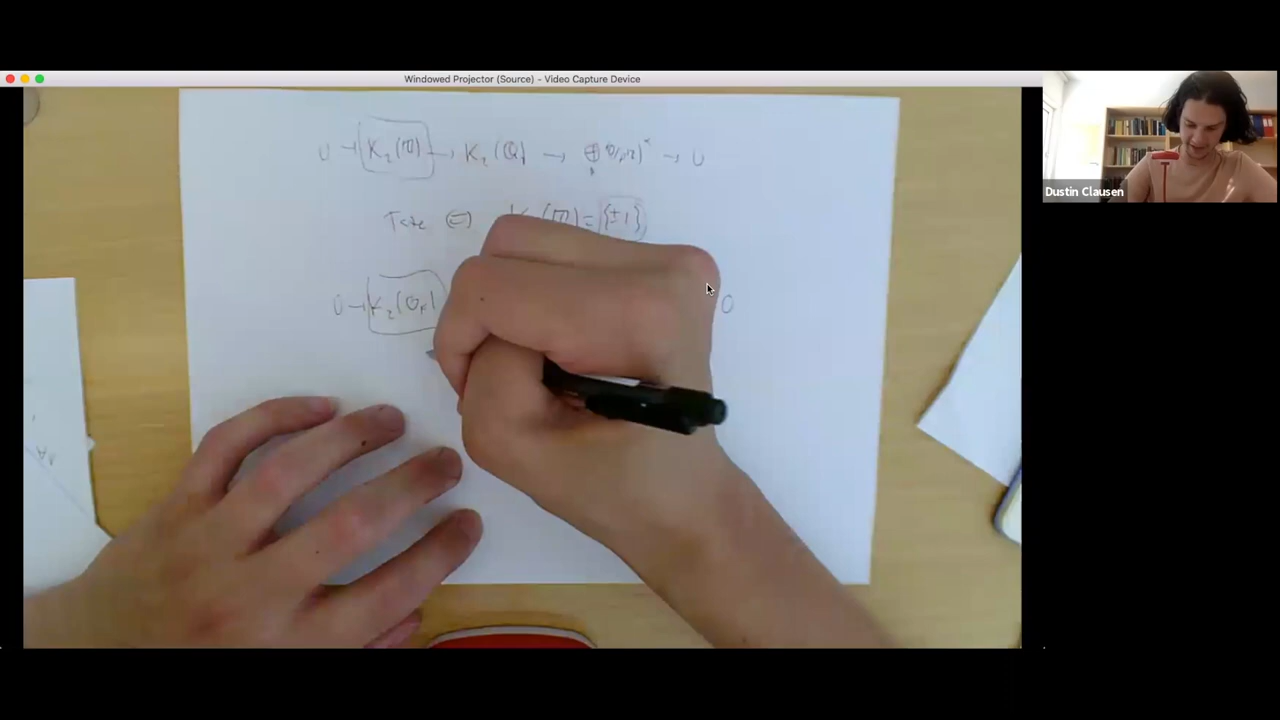 Windowed Projector (Source) – Video Capture Device
Dustin Clausen
0 → K₂(ℤ) → K₂(ℚ) → ⊕ₚ (ℤ/pℤ)ˣ → 0
Tate ⇔ K₂(ℤ) = {±1}
0 → K₂(O_F)
0